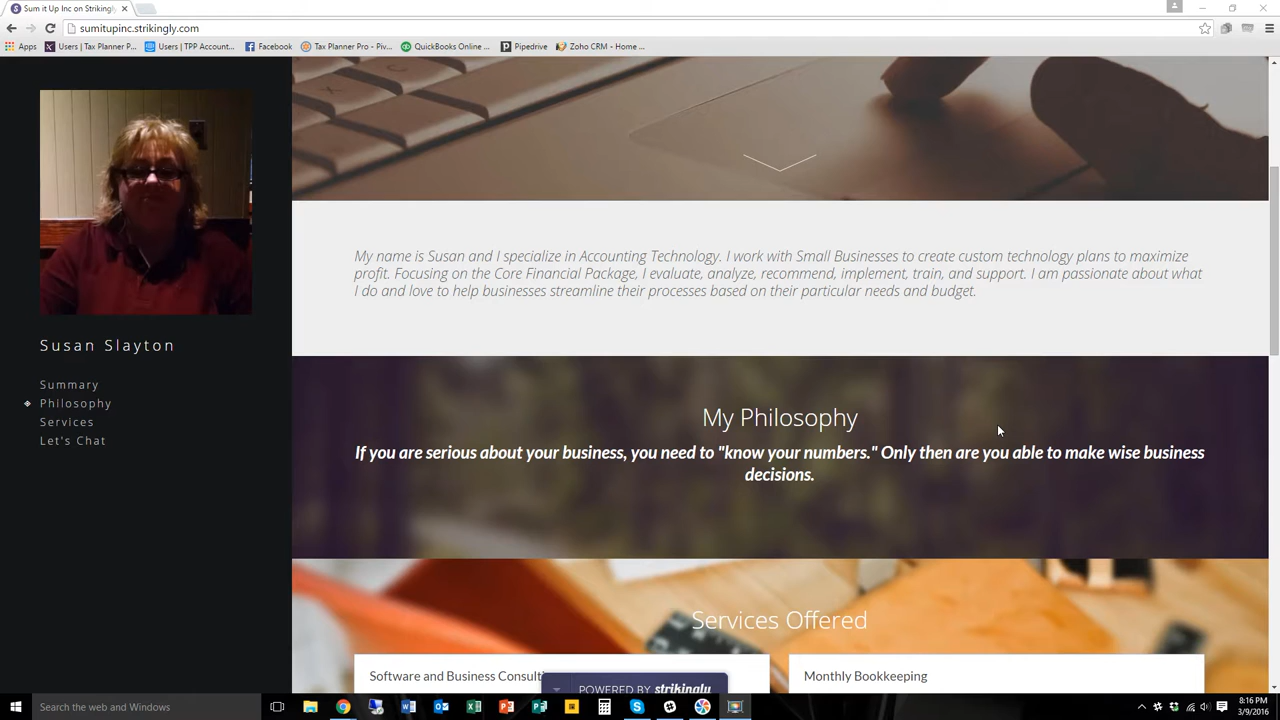 Sum it Up Inc on Strikingly
sumitupinc.strikingly.com
Apps
Users | Tax Planner P...
Users | TPP Account...
Facebook
Tax Planner Pro - Piv...
QuickBooks Online ...
Pipedrive
Zoho CRM - Home ...
Susan Slayton
Summary
Philosophy
Services
Let's Chat
My name is Susan and I specialize in Accounting Technology. I work with Small Businesses to create custom technology plans to maximize
profit. Focusing on the Core Financial Package, I evaluate, analyze, recommend, implement, train, and support. I am passionate about what
I do and love to help businesses streamline their processes based on their particular needs and budget.
My Philosophy
If you are serious about your business, you need to "know your numbers." Only then are you able to make wise business
decisions.
Services Offered
Software and Business Consulti
Monthly Bookkeeping
POWERED BY strikingly
Search the web and Windows
8:16 PM
3/9/2016